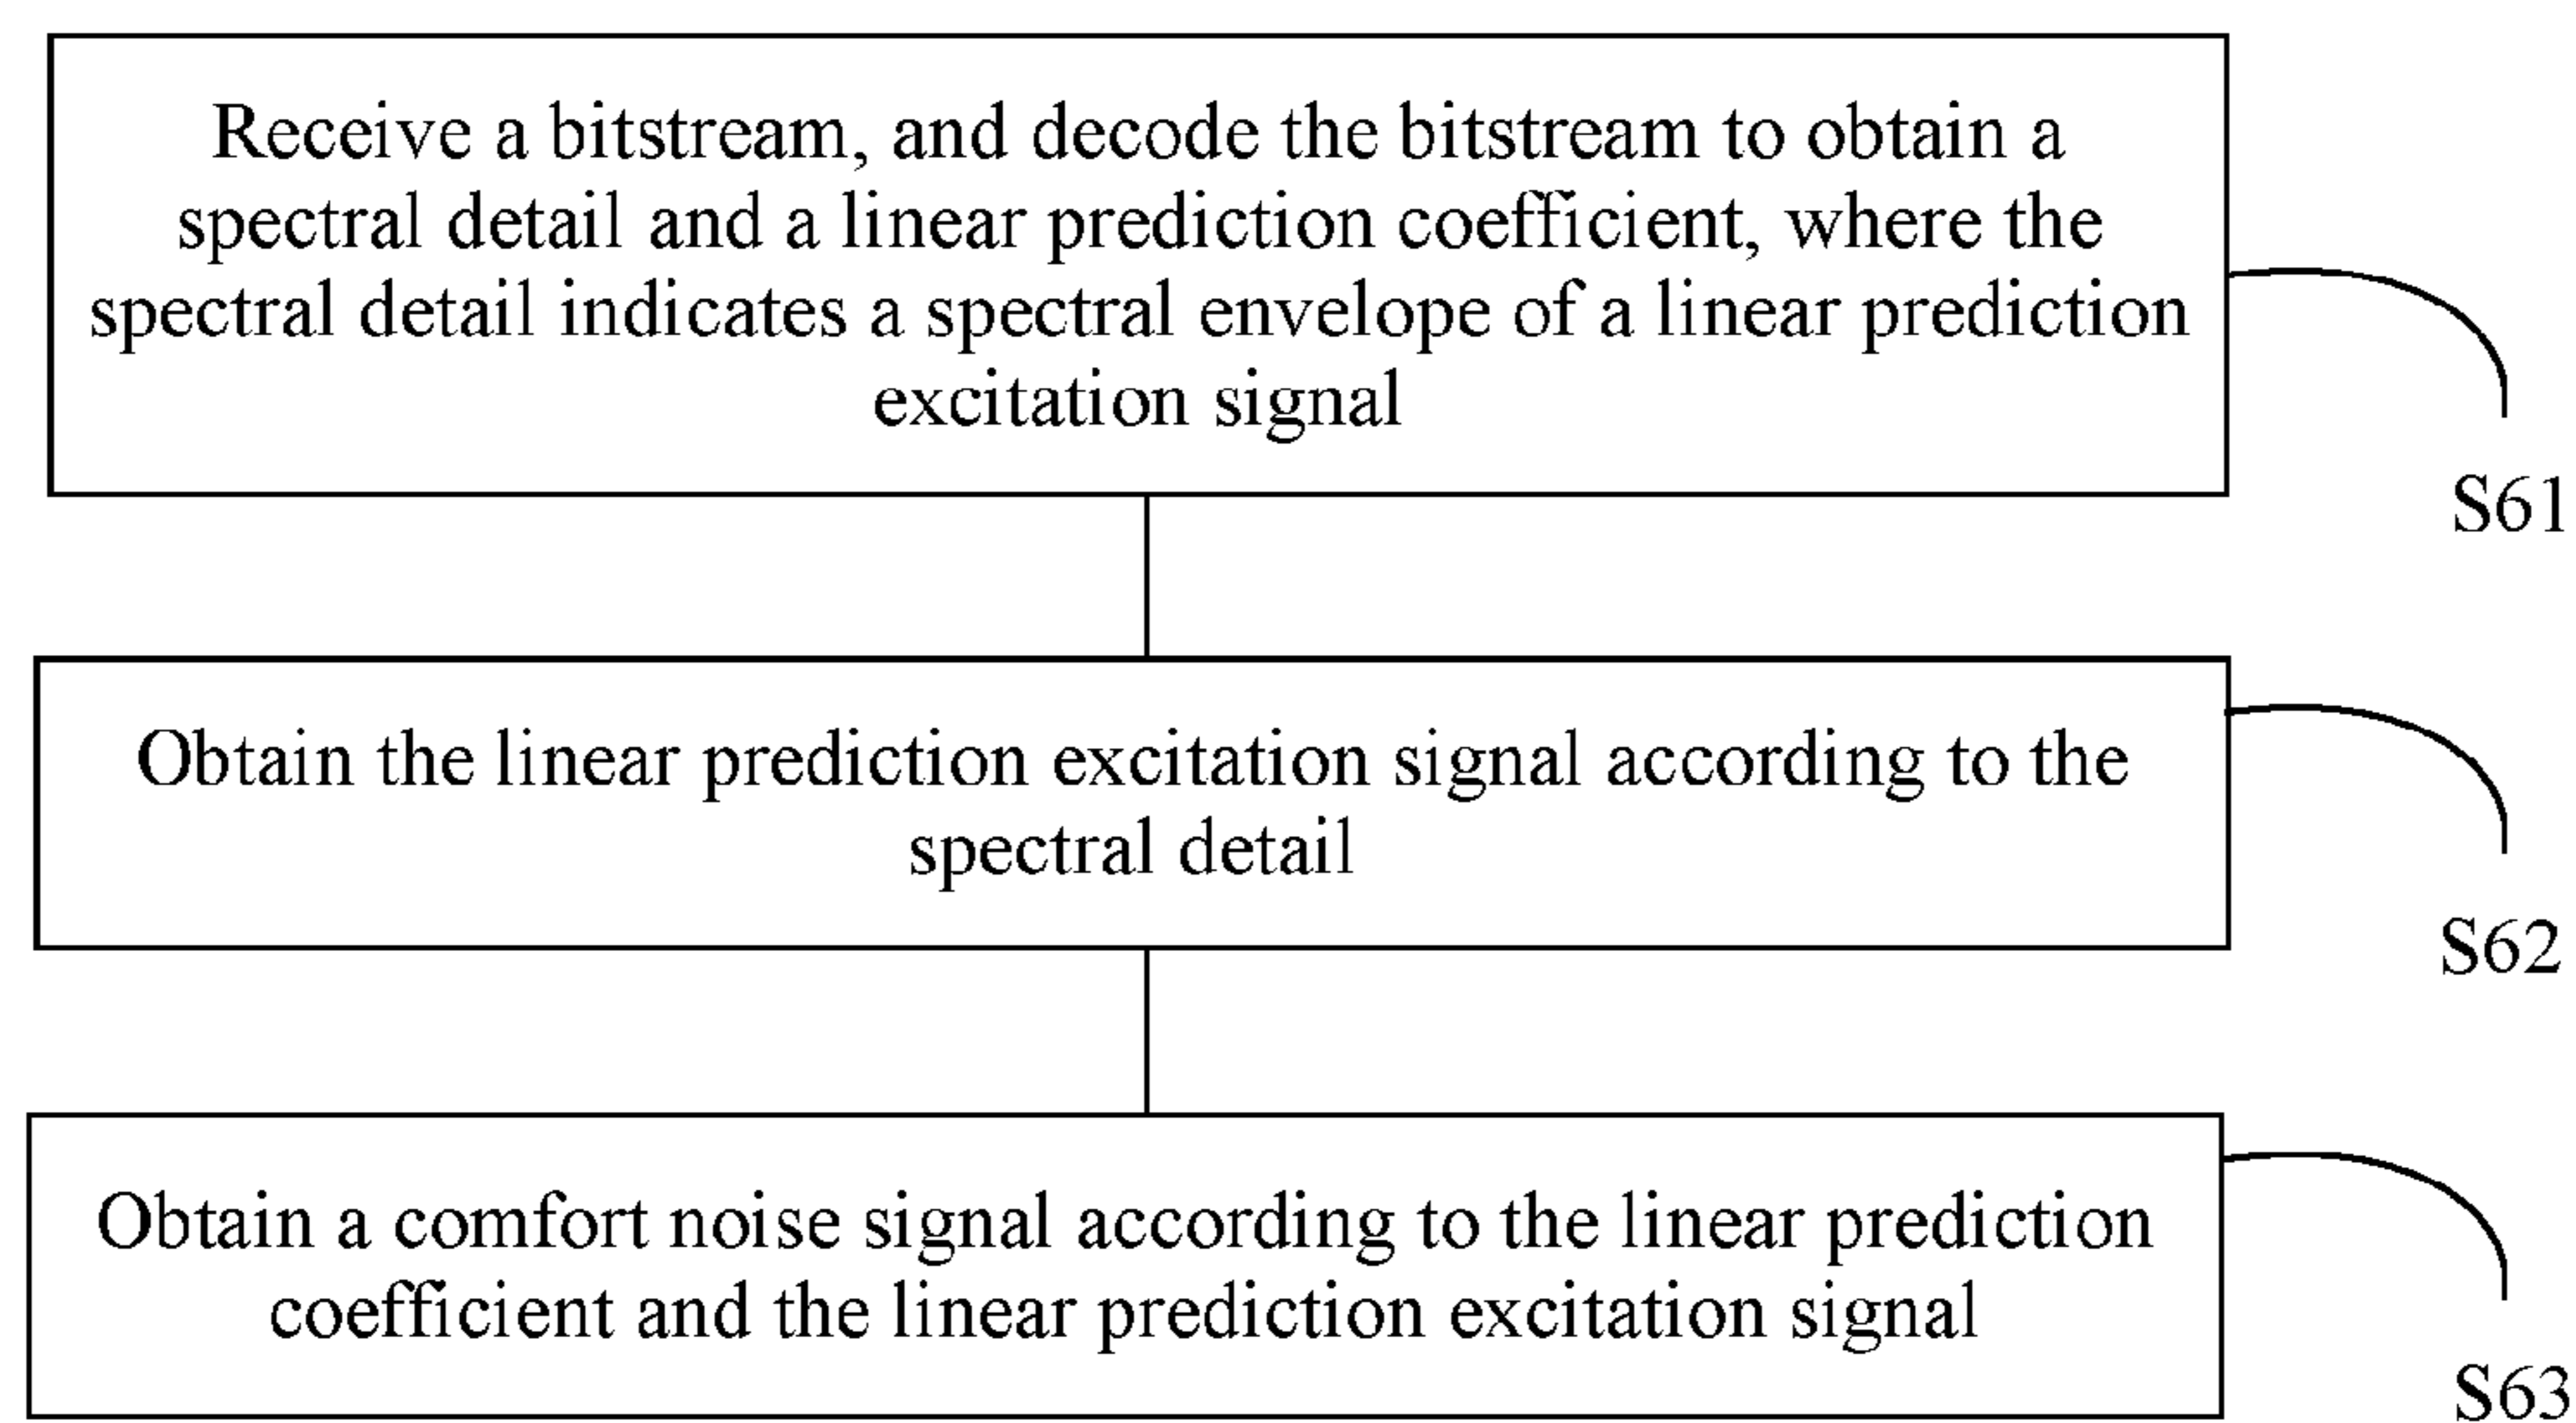 Receive a bitstream, and decode the bitstream to obtain a
spectral detail and a linear prediction coefficient, where the
spectral detail indicates a spectral envelope of a linear prediction
excitation signal
S61
Obtain the linear prediction excitation signal according to the
spectral detail
S62
Obtain a comfort noise signal according to the linear prediction
coefficient and the linear prediction excitation signal
S63